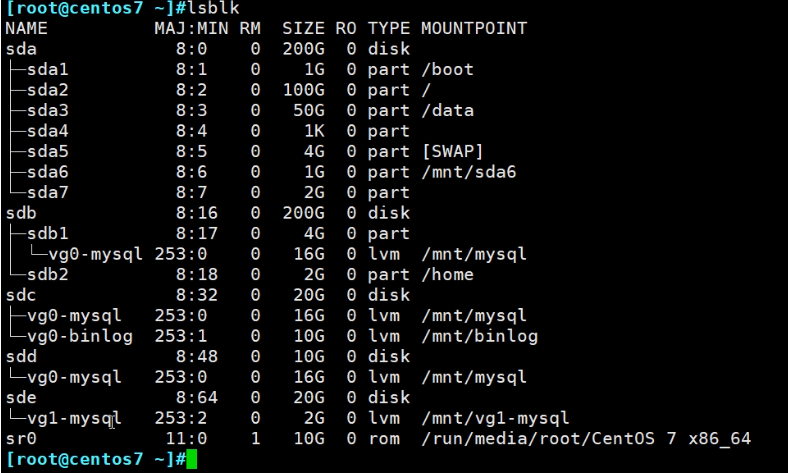 [root@centos7 ~]#lsblk
NAME MAJ:MIN RM SIZE RO TYPE MOUNTPOINT
sda 8:0 0 200G 0 disk
├─sda1 8:1 0 1G 0 part /boot
├─sda2 8:2 0 100G 0 part /
├─sda3 8:3 0 50G 0 part /data
├─sda4 8:4 0 1K 0 part
├─sda5 8:5 0 4G 0 part [SWAP]
├─sda6 8:6 0 1G 0 part /mnt/sda6
└─sda7 8:7 0 2G 0 part
sdb 8:16 0 200G 0 disk
├─sdb1 8:17 0 4G 0 part
│ └─vg0-mysql 253:0 0 16G 0 lvm /mnt/mysql
└─sdb2 8:18 0 2G 0 part /home
sdc 8:32 0 20G 0 disk
├─vg0-mysql 253:0 0 16G 0 lvm /mnt/mysql
└─vg0-binlog 253:1 0 10G 0 lvm /mnt/binlog
sdd 8:48 0 10G 0 disk
└─vg0-mysql 253:0 0 16G 0 lvm /mnt/mysql
sde 8:64 0 20G 0 disk
└─vg1-mysql 253:2 0 2G 0 lvm /mnt/vg1-mysql
sr0 11:0 1 10G 0 rom /run/media/root/CentOS 7 x86_64
[root@centos7 ~]#